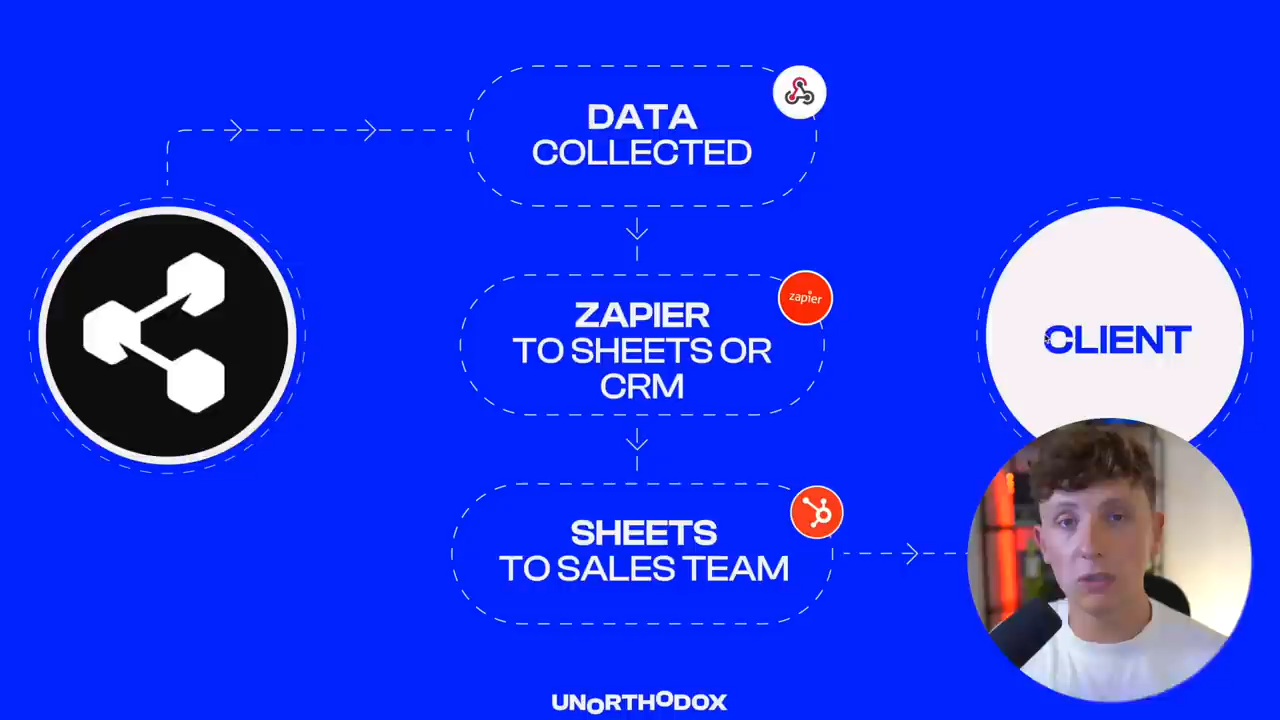 DATA
COLLECTED
zapier
ZAPIER
TO SHEETS OR
CRM
CLIENT
SHEETS
TO SALES TEAM
UNORTHODOX